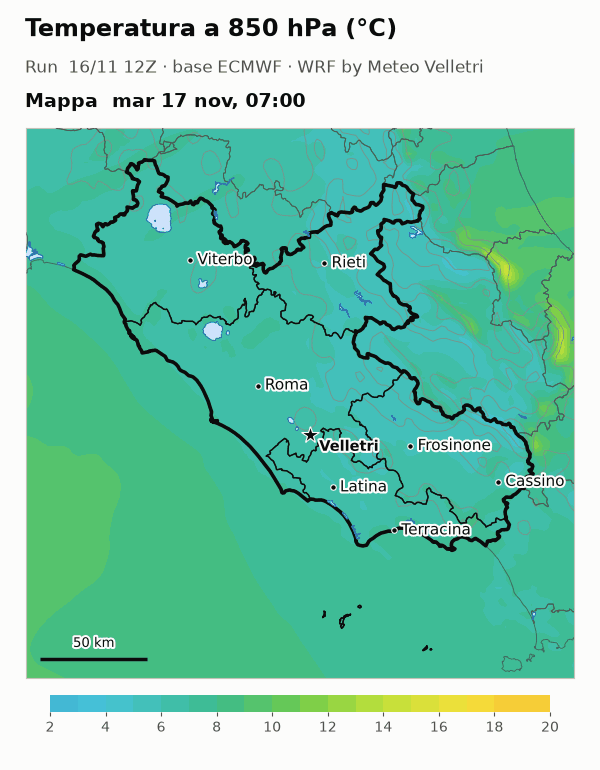 Temperatura a 850 hPa (°C)
Run  16/11 12Z · base ECMWF · WRF by Meteo Velletri
Mappa  mar 17 nov, 07:00
Viterbo
Rieti
Roma
Velletri
Frosinone
Latina
Cassino
Terracina
50 km
2 4 6 8 10 12 14 16 18 20